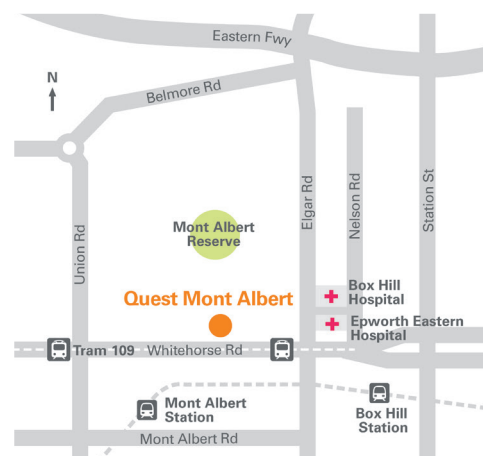 Eastern Fwy
N
Belmore Rd
Elgar Rd
Nelson Rd
Station St
Union Rd
Mont Albert
Reserve
Quest Mont Albert
Box Hill
Hospital
Epworth Eastern
Hospital
Tram 109
Whitehorse Rd
Mont Albert
Station
Box Hill
Station
Mont Albert Rd